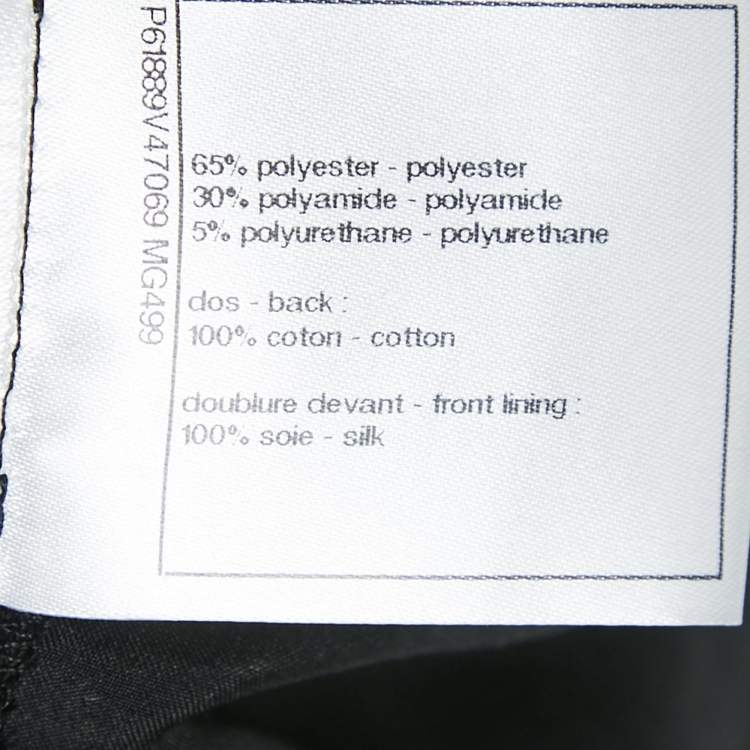 P61889V47069 MG499
65% polyester - polyester
30% polyamide - polyamide
5% polyurethane - polyurethane
dos - back :
100% coton - cotton
doublure devant - front lining :
100% soie - silk